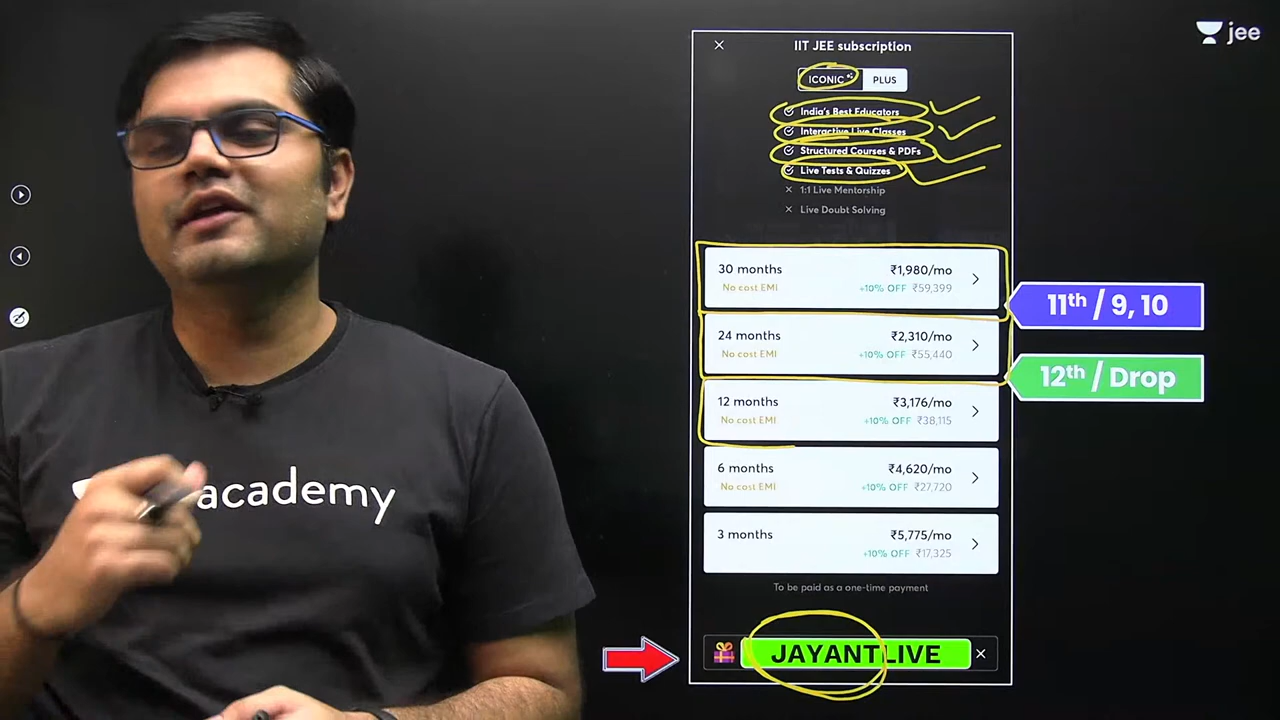 jee
IIT JEE subscription
ICONIC
PLUS
India's Best Educators
Interactive Live Classes
Structured Courses & PDFs
Live Tests & Quizzes
1:1 Live Mentorship
Live Doubt Solving
30 months ₹1,980/mo
No cost EMI +10% OFF ₹59,399
11th / 9, 10
24 months ₹2,310/mo
No cost EMI +10% OFF ₹55,440
12th / Drop
12 months ₹3,176/mo
No cost EMI +10% OFF ₹38,115
6 months ₹4,620/mo
No cost EMI +10% OFF ₹27,720
3 months ₹5,775/mo
+10% OFF ₹17,325
To be paid as a one-time payment
JAYANTLIVE
academy